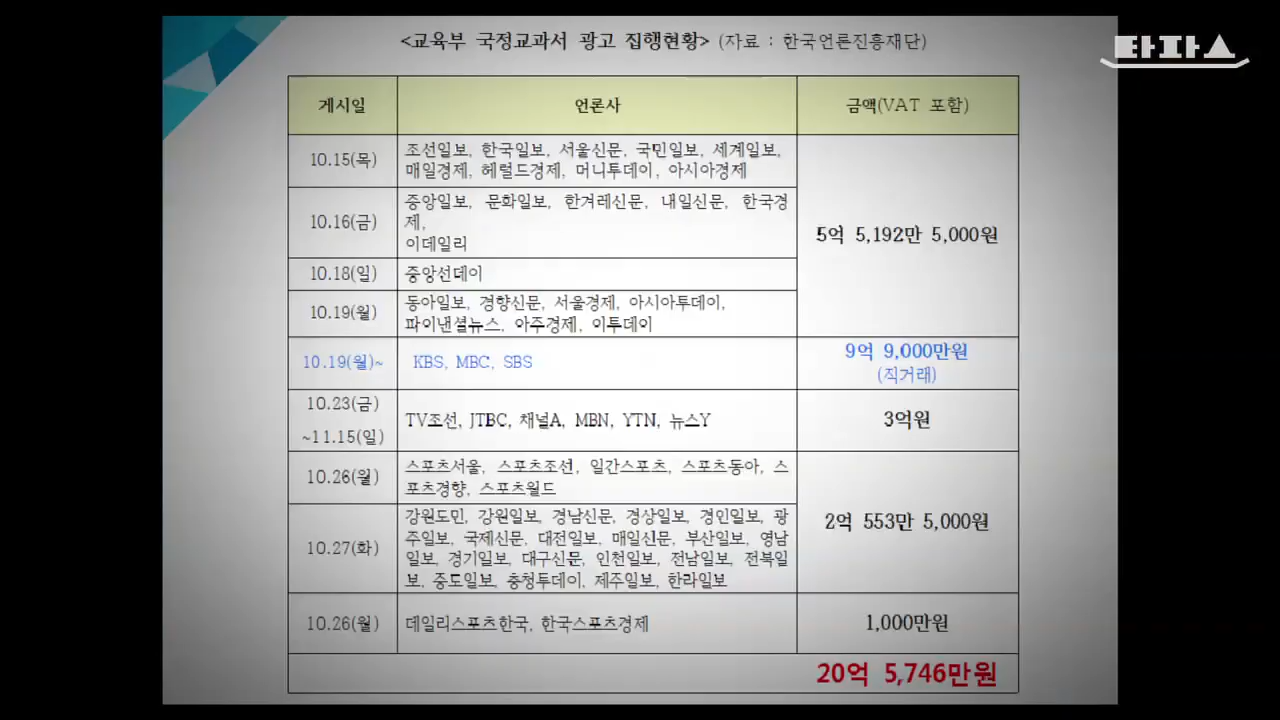 <교육부 국정교과서 광고 집행현황> (자료 : 한국언론진흥재단)
타파스
게시일 언론사 금액(VAT 포함)
10.15(목)
조선일보, 한국일보, 서울신문, 국민일보, 세계일보,
매일경제, 헤럴드경제, 머니투데이, 아시아경제
10.16(금)
중앙일보, 문화일보, 한겨레신문, 내일신문, 한국경
제,
이데일리
5억 5,192만 5,000원
10.18(일) 중앙선데이
10.19(월)
동아일보, 경향신문, 서울경제, 아시아투데이,
파이낸셜뉴스, 아주경제, 이투데이
10.19(월)~ KBS, MBC, SBS
9억 9,000만원
(직거래)
10.23(금)
~11.15(일)
TV조선, JTBC, 채널A, MBN, YTN, 뉴스Y
3억원
10.26(월)
스포츠서울, 스포츠조선, 일간스포츠, 스포츠동아, 스
포츠경향, 스포츠월드
2억 553만 5,000원
10.27(화)
강원도민, 강원일보, 경남신문, 경상일보, 경인일보, 광
주일보, 국제신문, 대전일보, 매일신문, 부산일보, 영남
일보, 경기일보, 대구신문, 인천일보, 전남일보, 전북일
보, 중도일보, 충청투데이, 제주일보, 한라일보
10.26(월) 데일리스포츠한국, 한국스포츠경제 1,000만원
20억 5,746만원